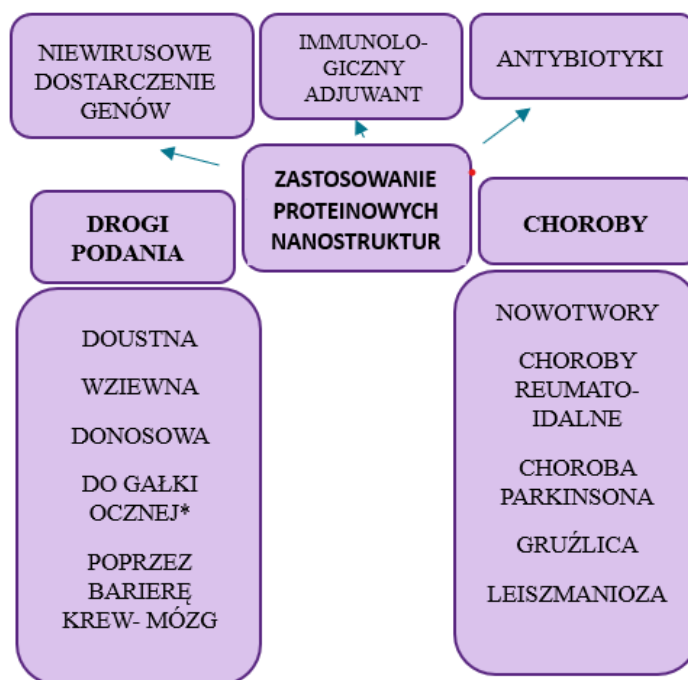 NIEWIRUSOWE
DOSTARCZENIE
GENÓW
IMMUNOLO-
GICZNY
ADJUWANT
ANTYBIOTYKI
ZASTOSOWANIE
PROTEINOWYCH
NANOSTRUKTUR
DROGI
PODANIA
CHOROBY
DOUSTNA
WZIEWNA
DONOSOWA
DO GAŁKI
OCZNEJ*
POPRZEZ
BARIERĘ
KREW- MÓZG
NOWOTWORY
CHOROBY
REUMATO-
IDALNE
CHOROBA
PARKINSONA
GRUŹLICA
LEISZMANIOZA